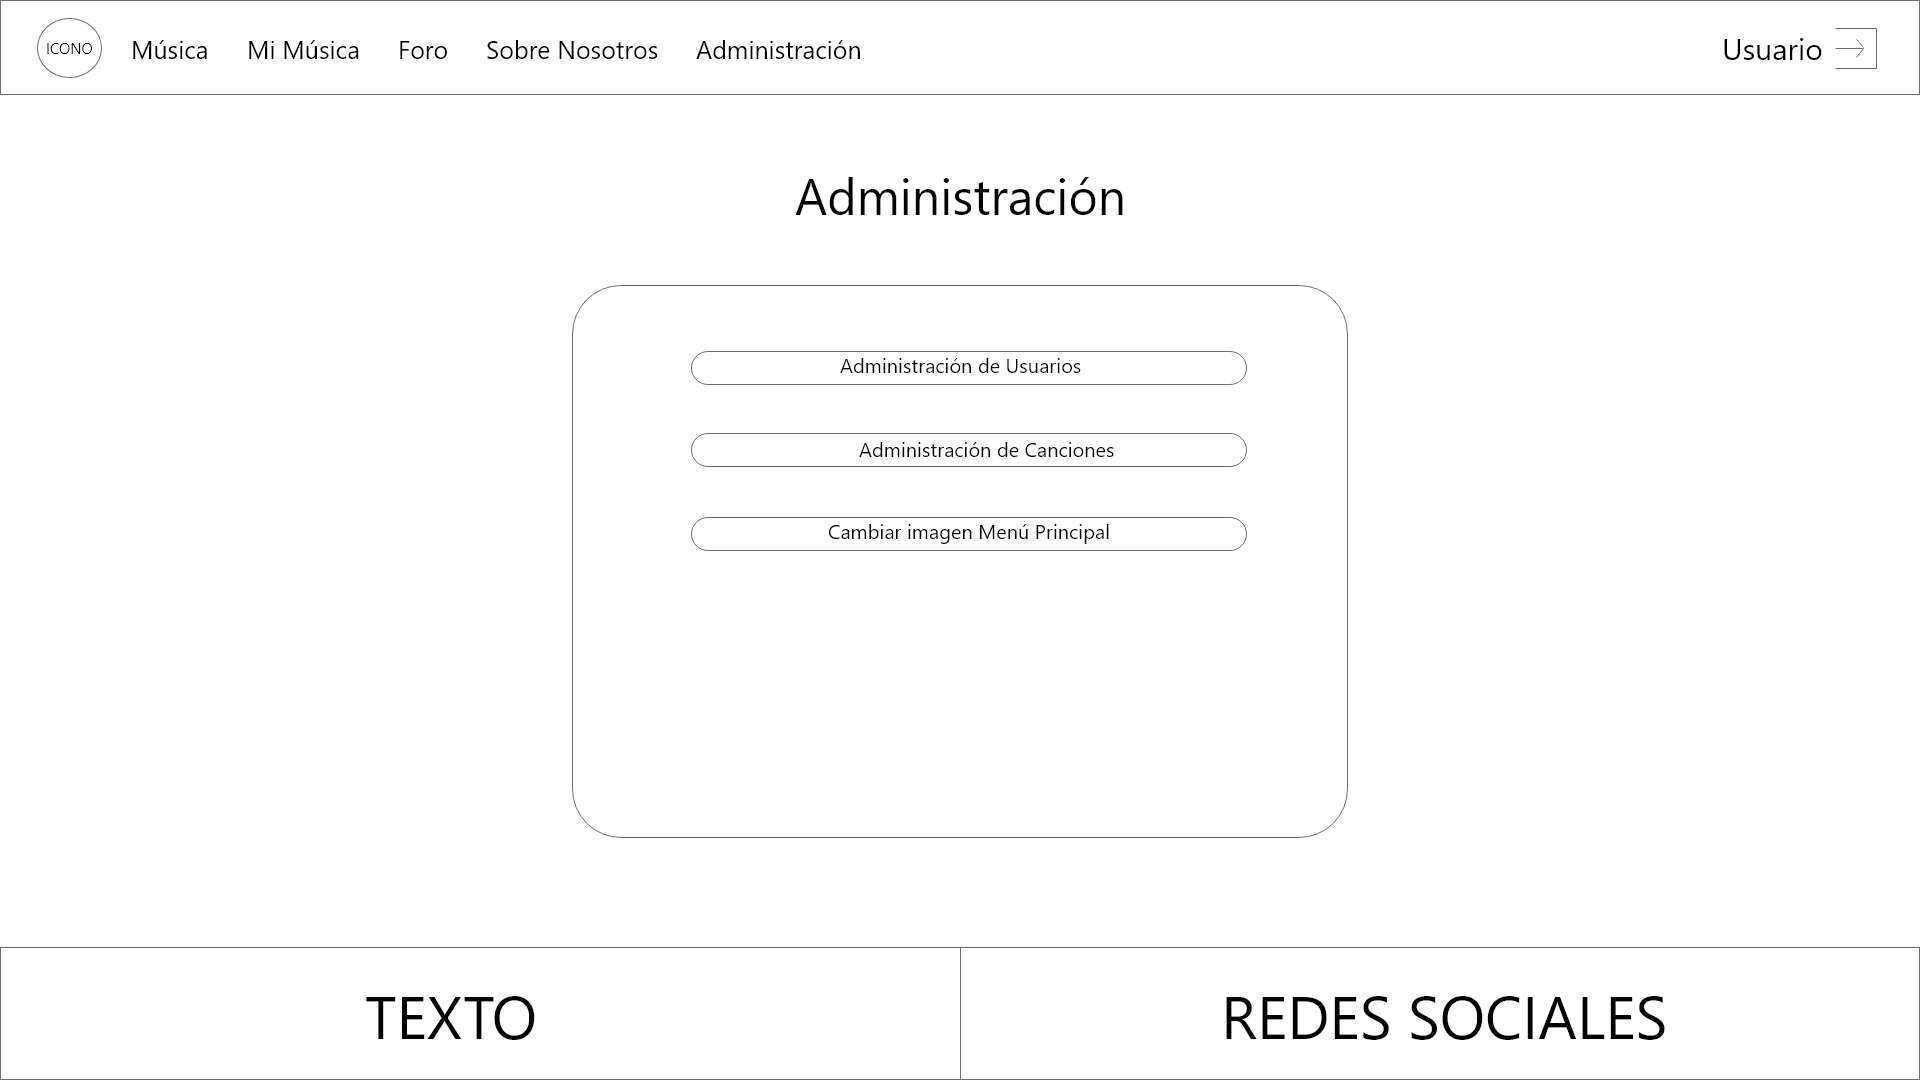 ICONO Música Mi Música Foro Sobre Nosotros Administración Usuario
Administración
Administración de Usuarios
Administración de Canciones
Cambiar imagen Menú Principal
TEXTO REDES SOCIALES